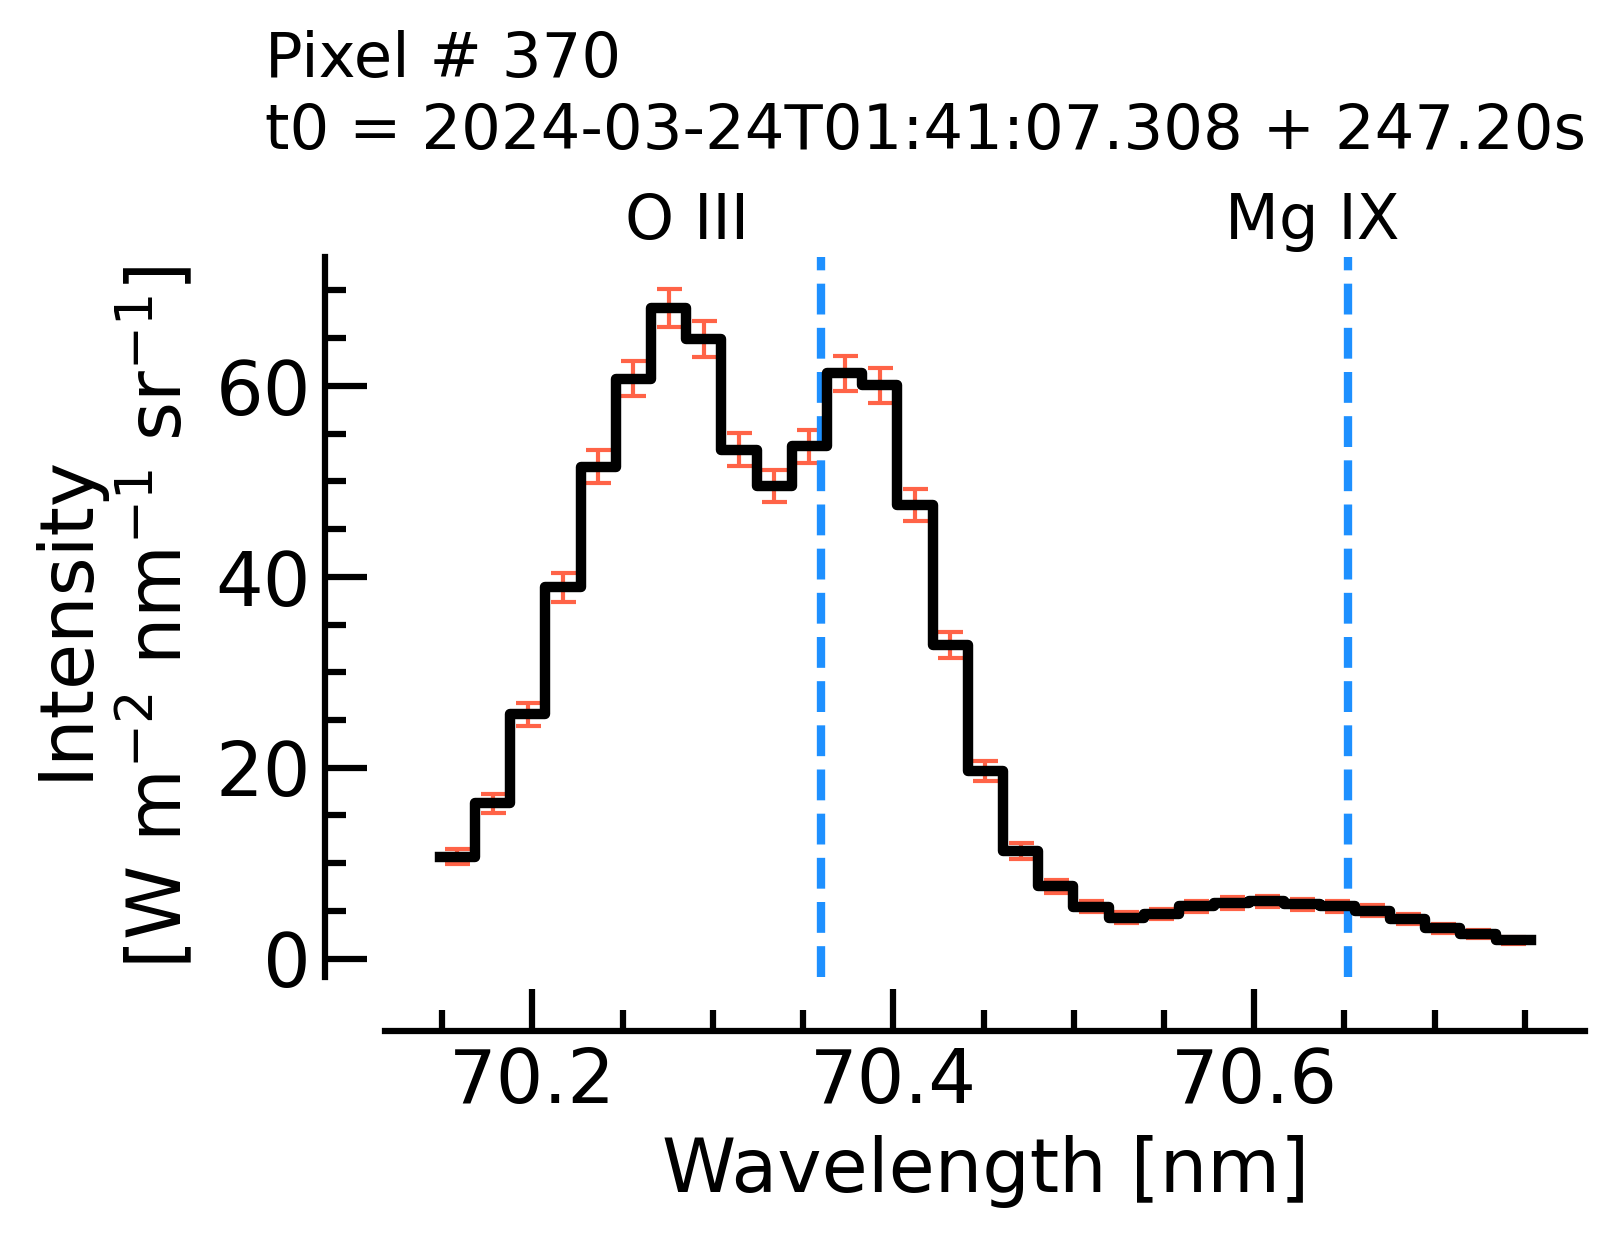 Pixel # 370
t0 = 2024-03-24T01:41:07.308 + 247.20s
O III
Mg IX
Intensity
[W m⁻² nm⁻¹ sr⁻¹]
60
40
20
0
70.2
70.4
70.6
Wavelength [nm]